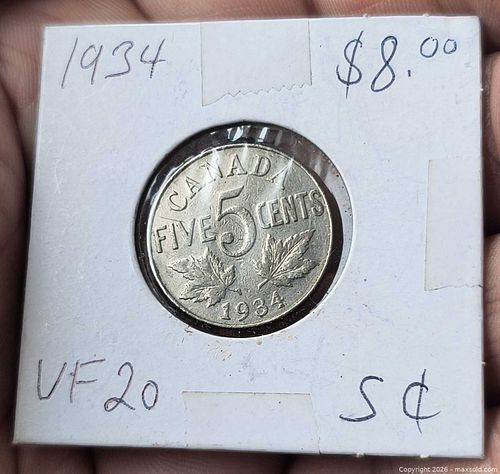 1934
$8.00
CANADA
FIVE 5 CENTS
1934
VF20
5¢
Copyright 2026 - maxsold.com